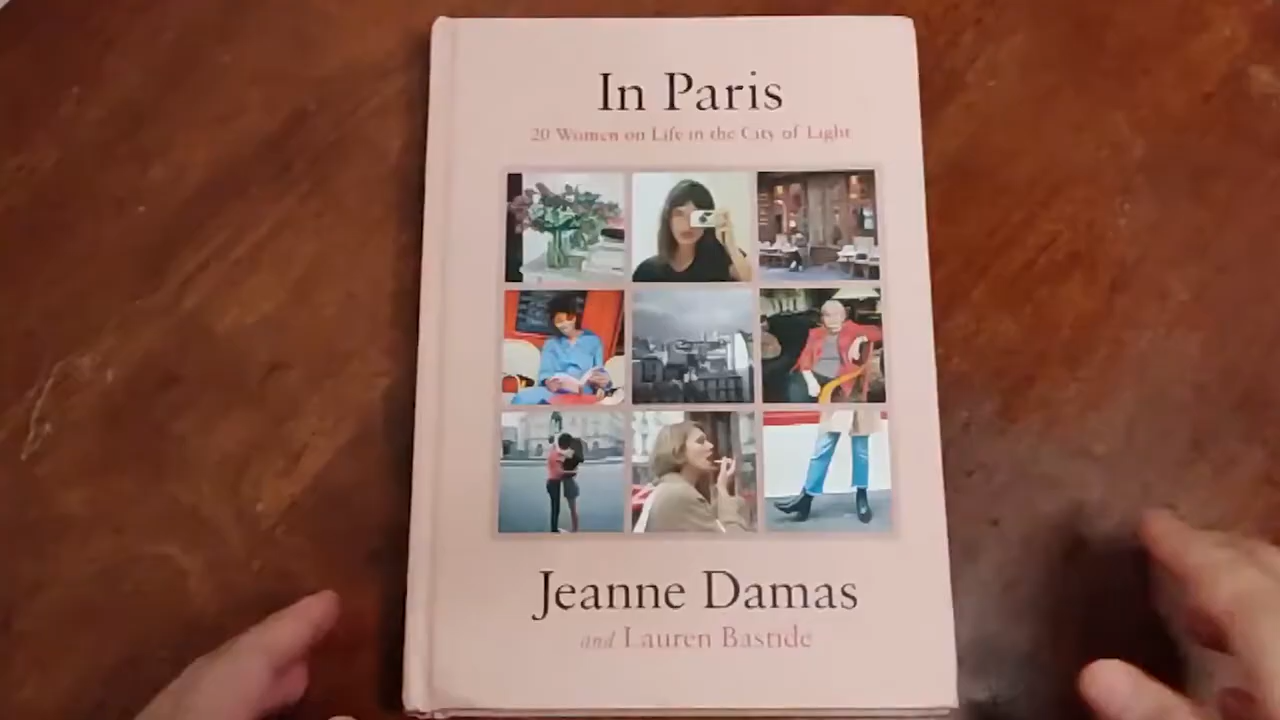 In Paris
20 Women on Life in the City of Light
Jeanne Damas
and Lauren Bastide